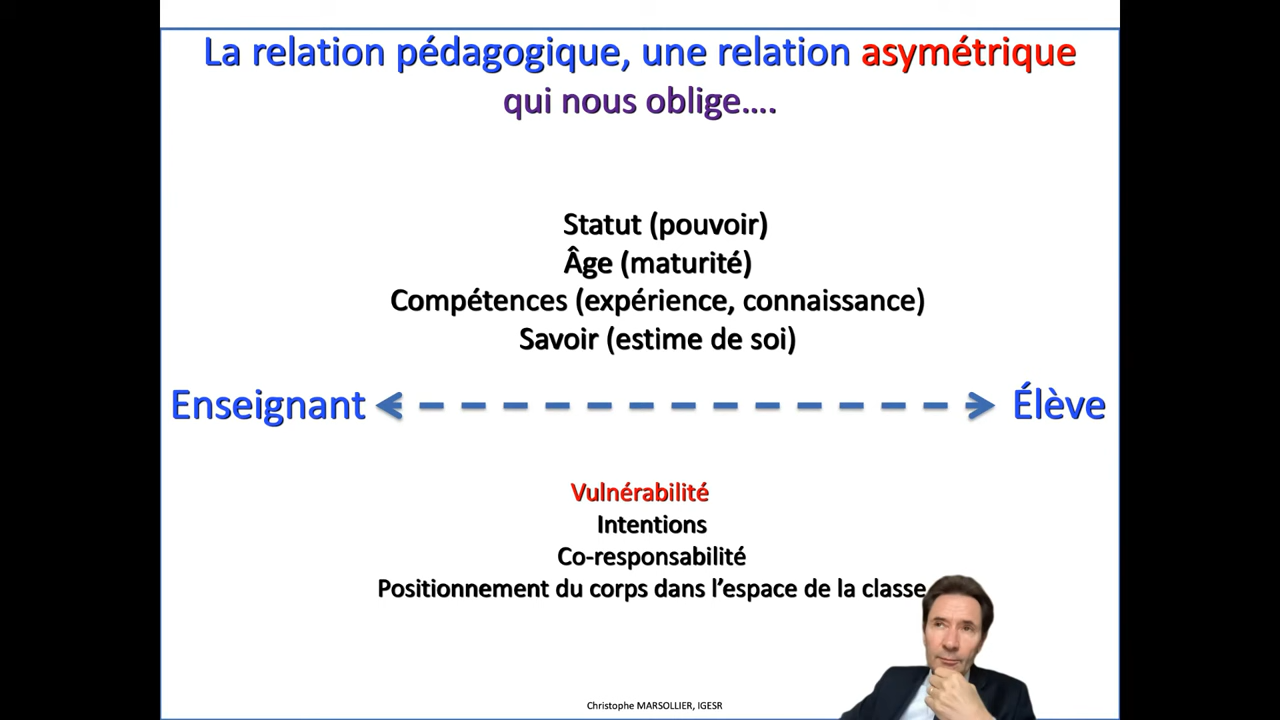 La relation pédagogique, une relation asymétrique
qui nous oblige....
Statut (pouvoir)
Âge (maturité)
Compétences (expérience, connaissance)
Savoir (estime de soi)
Enseignant Élève
Vulnérabilité
Intentions
Co-responsabilité
Positionnement du corps dans l’espace de la classe
Christophe MARSOLLIER, IGESR